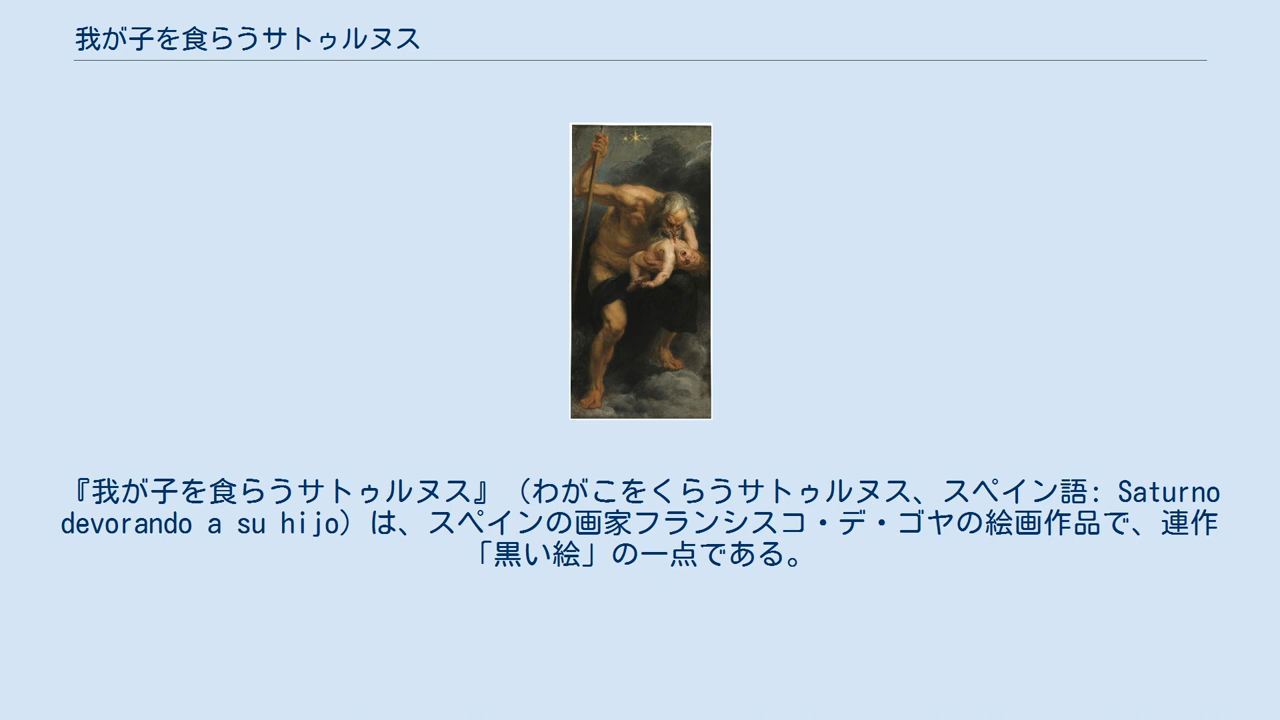 我が子を食らうサトゥルヌス
『我が子を食らうサトゥルヌス』（わがこをくらうサトゥルヌス、スペイン語: Saturno
devorando a su hijo）は、スペインの画家フランシスコ・デ・ゴヤの絵画作品で、連作
「黒い絵」の一点である。